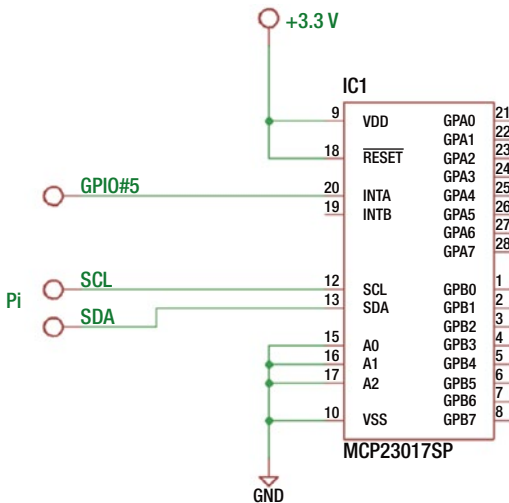 +3.3 V
IC1
9 VDD GPA0 21
GPA1 22
18 RESET GPA2 23
GPA3 24
GPIO#5 20 INTA GPA4 25
19 INTB GPA5 26
GPA6 27
GPA7 28
Pi
SCL 12 SCL GPB0 1
SDA 13 SDA GPB1 2
GPB2 3
15 A0 GPB3 4
16 A1 GPB4 5
17 A2 GPB5 6
GPB6 7
10 VSS GPB7 8
MCP23017SP
GND